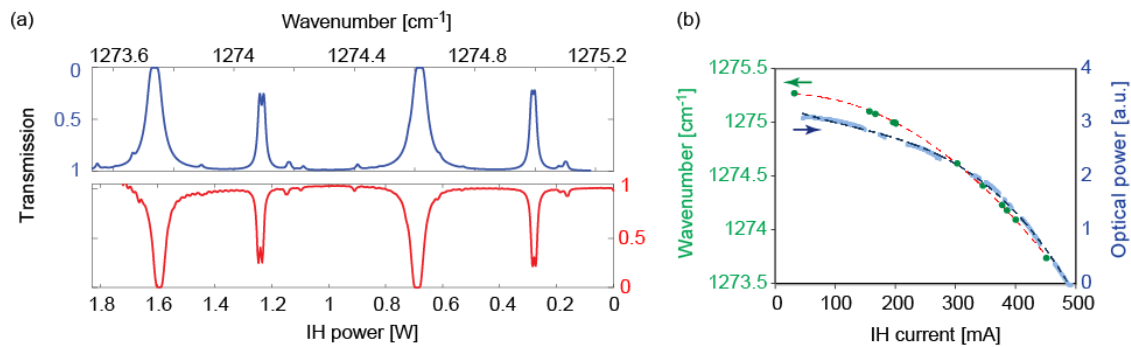 (a)
Wavenumber [cm-1]
1273.6 1274 1274.4 1274.8 1275.2
Transmission
0
0.5
1
1
0.5
0
1.8 1.6 1.4 1.2 1 0.8 0.6 0.4 0.2 0
IH power [W]
(b)
Wavenumber [cm-1]
1275.5
1275
1274.5
1274
1273.5
4
3
2
1
0
Optical power [a.u.]
0 100 200 300 400 500
IH current [mA]